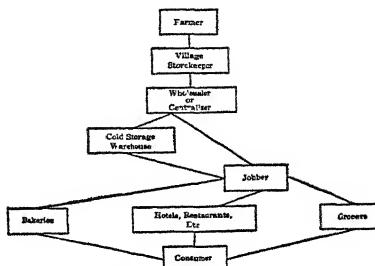 Farmer
Village
Storekeeper
Wholesaler
or
Centralizer
Cold Storage
Warehouse
Jobber
Bakeries
Hotels, Restaurants,
Etc
Grocers
Consumer